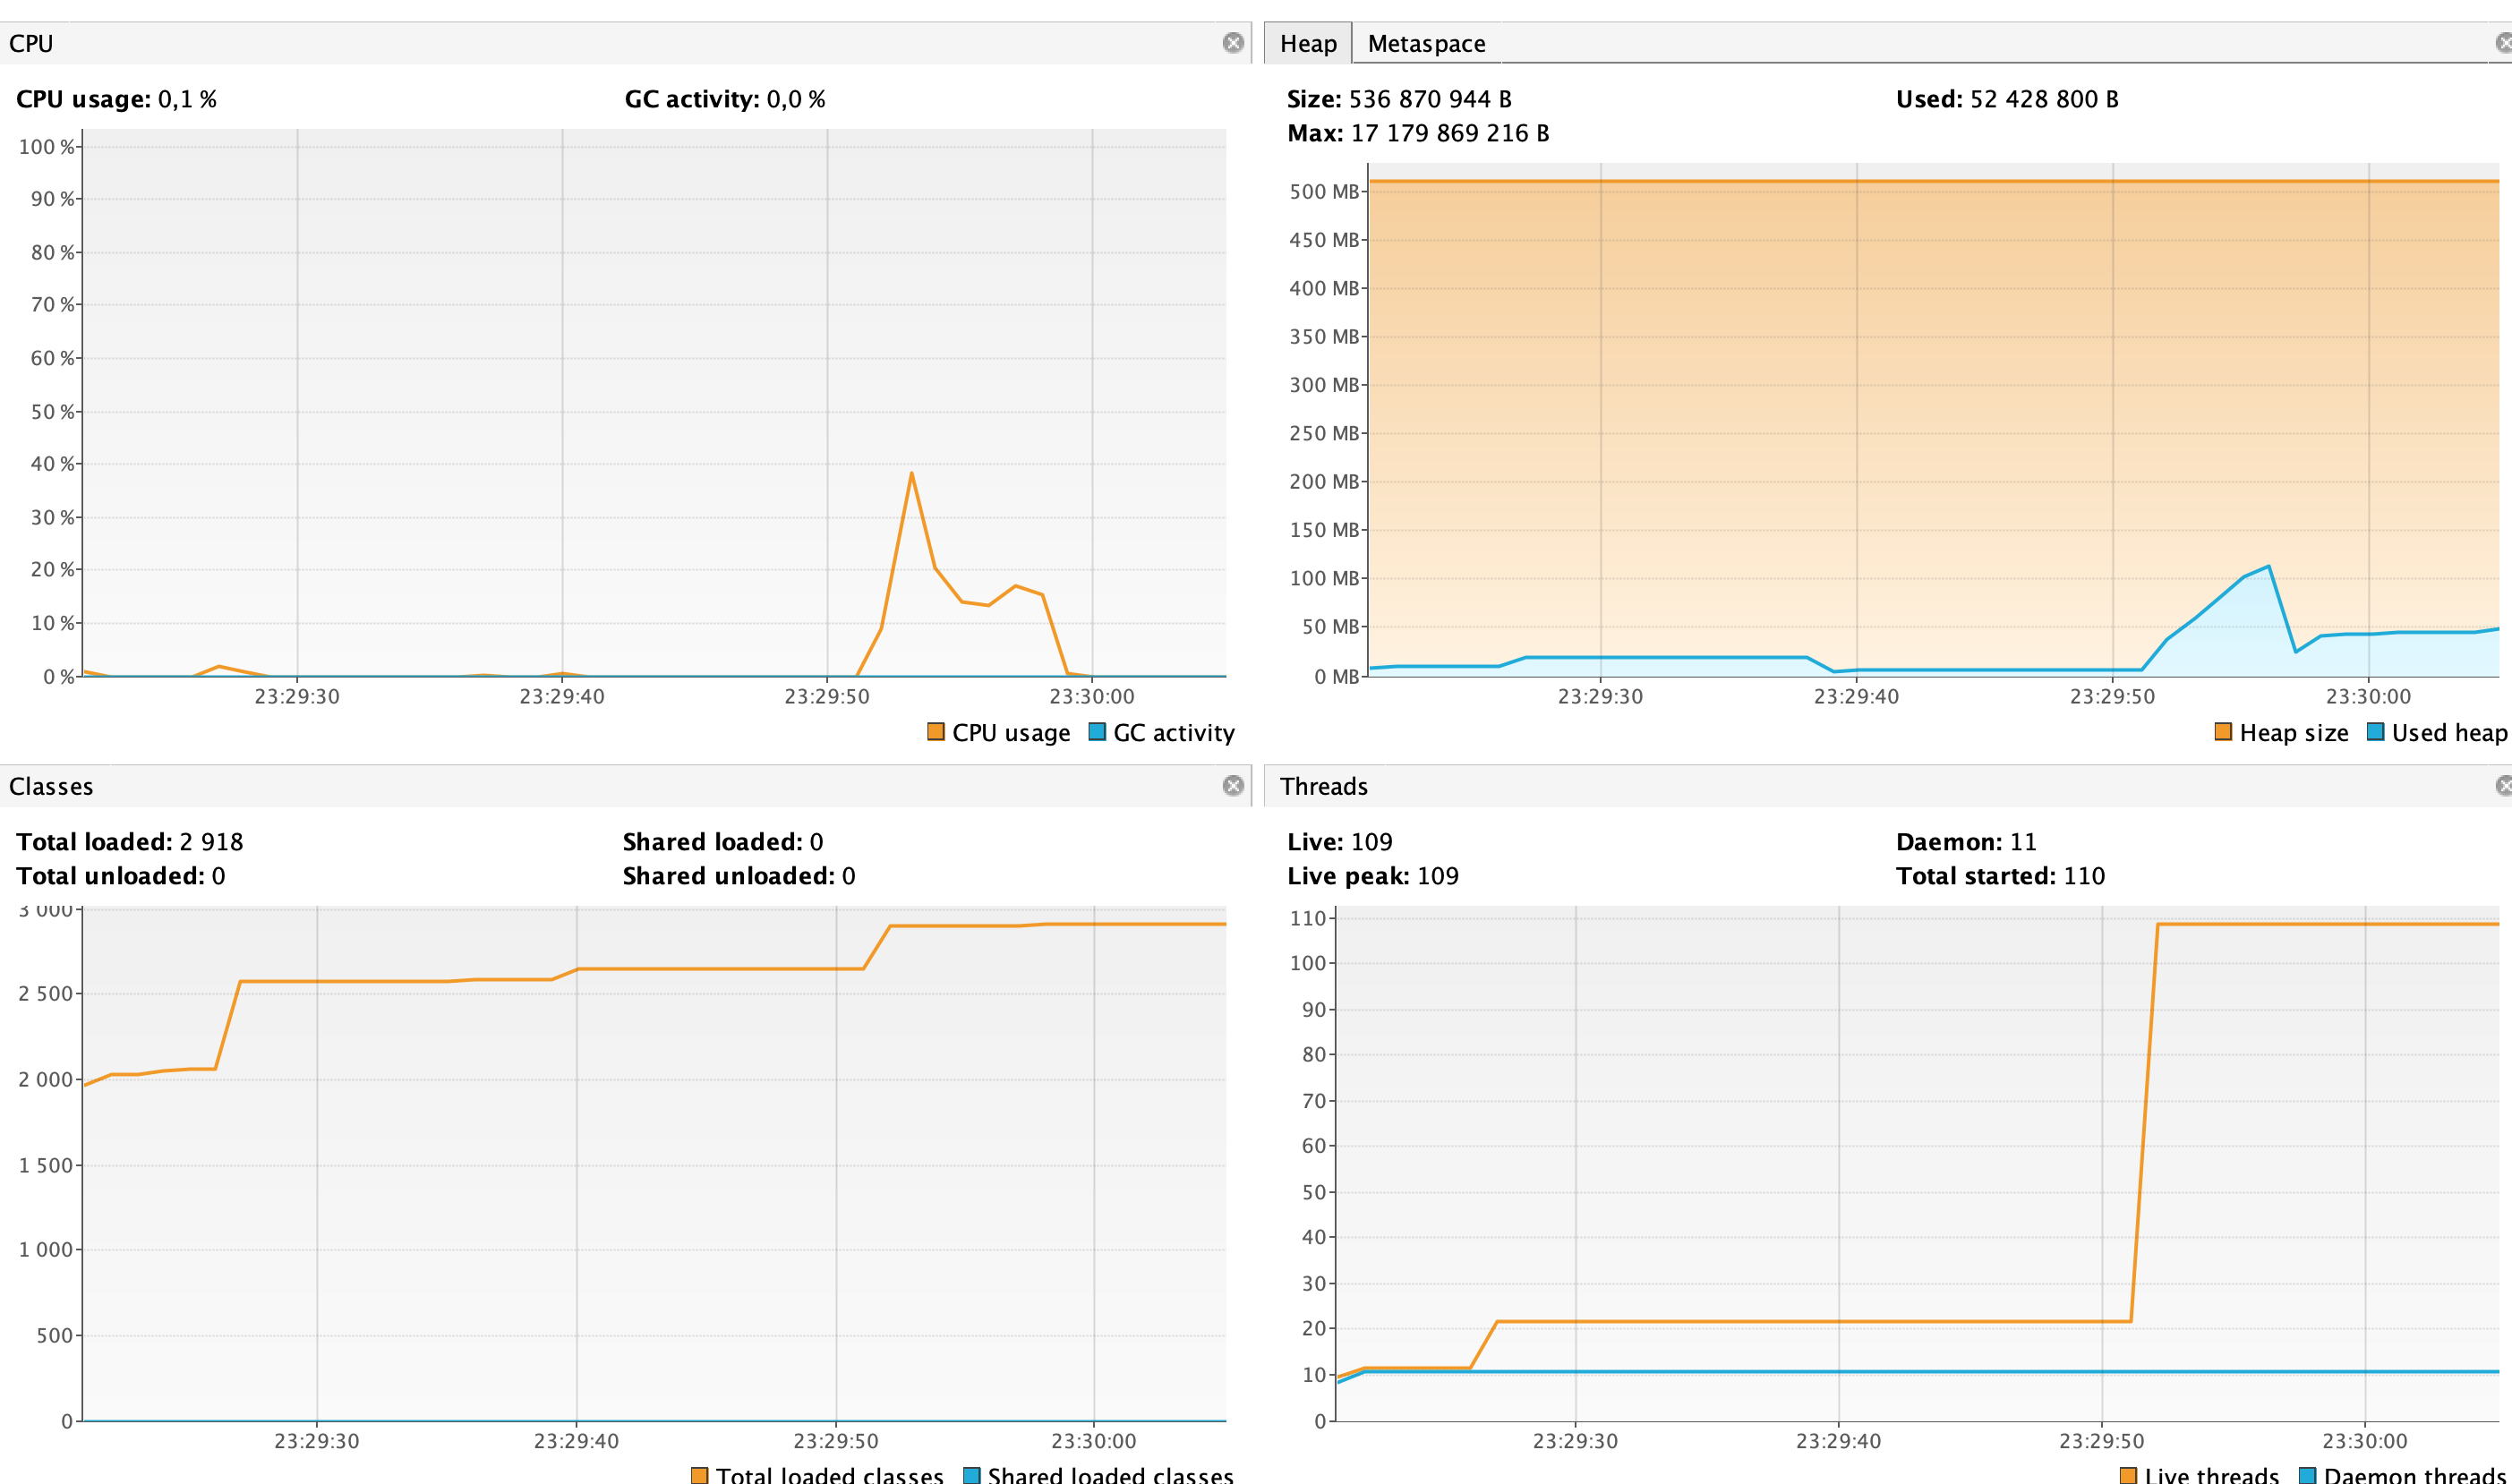 CPU
CPU usage: 0,1 %
GC activity: 0,0 %
100 %
90 %
80 %
70 %
60 %
50 %
40 %
30 %
20 %
10 %
0 %
23:29:30
23:29:40
23:29:50
23:30:00
CPU usage
GC activity
Heap
Metaspace
Size: 536 870 944 B
Used: 52 428 800 B
Max: 17 179 869 216 B
500 MB
450 MB
400 MB
350 MB
300 MB
250 MB
200 MB
150 MB
100 MB
50 MB
0 MB
23:29:30
23:29:40
23:29:50
23:30:00
Heap size
Used heap
Classes
Total loaded: 2 918
Shared loaded: 0
Total unloaded: 0
Shared unloaded: 0
3 000
2 500
2 000
1 500
1 000
500
0
23:29:30
23:29:40
23:29:50
23:30:00
Total loaded classes
Shared loaded classes
Threads
Live: 109
Daemon: 11
Live peak: 109
Total started: 110
110
100
90
80
70
60
50
40
30
20
10
0
23:29:30
23:29:40
23:29:50
23:30:00
Live threads
Daemon threads